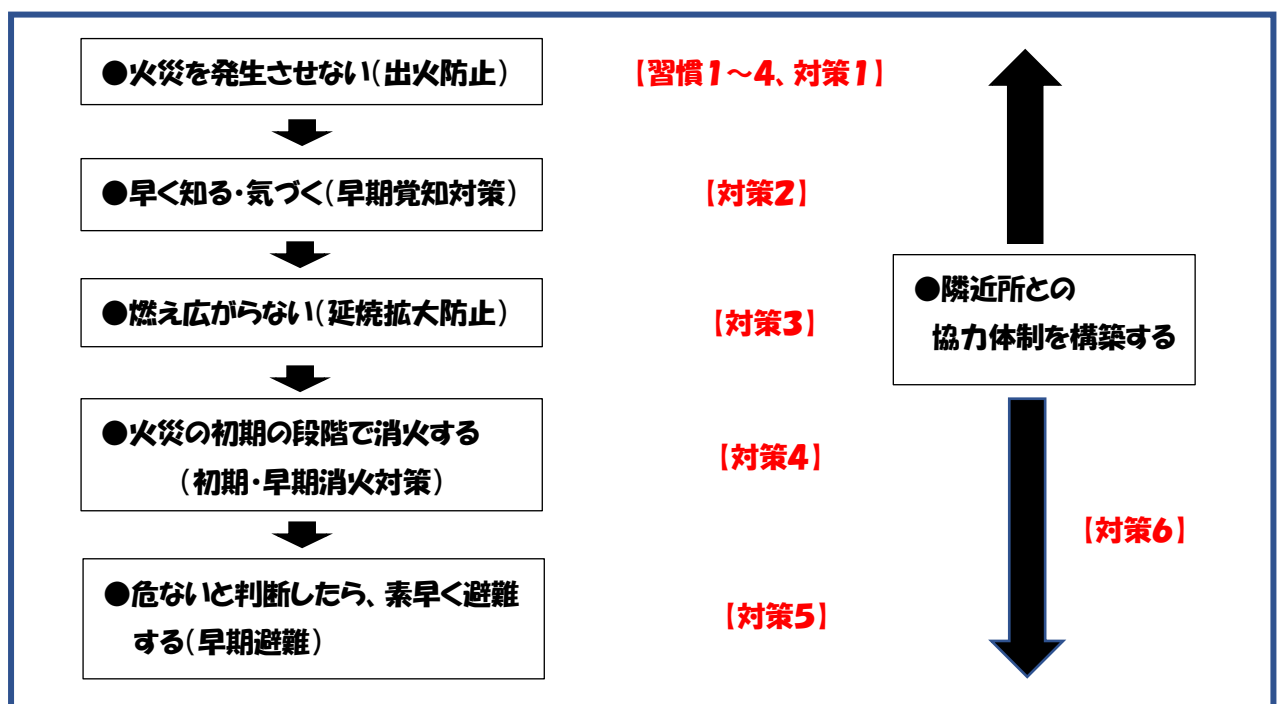 ●火災を発生させない(出火防止)
【習慣1～4、対策1】
●早く知る・気づく(早期覚知対策)
【対策2】
●燃え広がらない(延焼拡大防止)
【対策3】
●火災の初期の段階で消火する
(初期・早期消火対策)
【対策4】
●危ないと判断したら、素早く避難
する(早期避難)
【対策5】
●隣近所との
協力体制を構築する
【対策6】